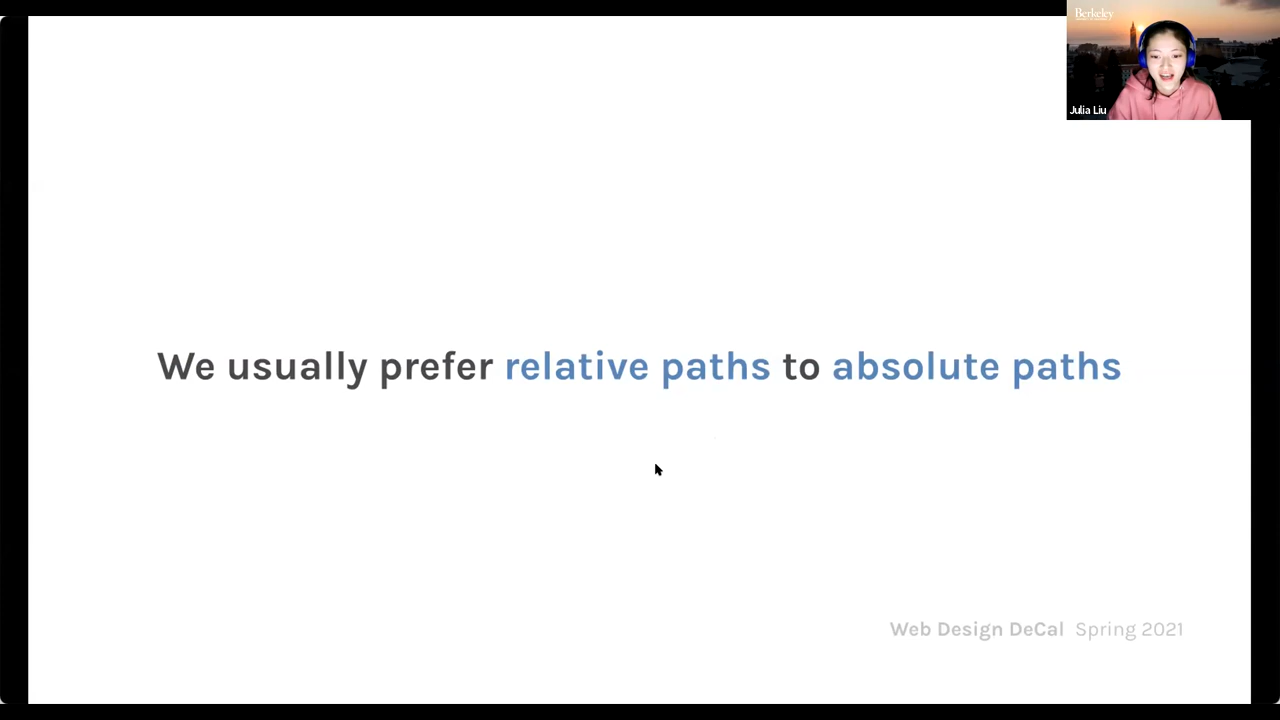 Berkeley
Julia Liu
We usually prefer relative paths to absolute paths
Web Design DeCal Spring 2021